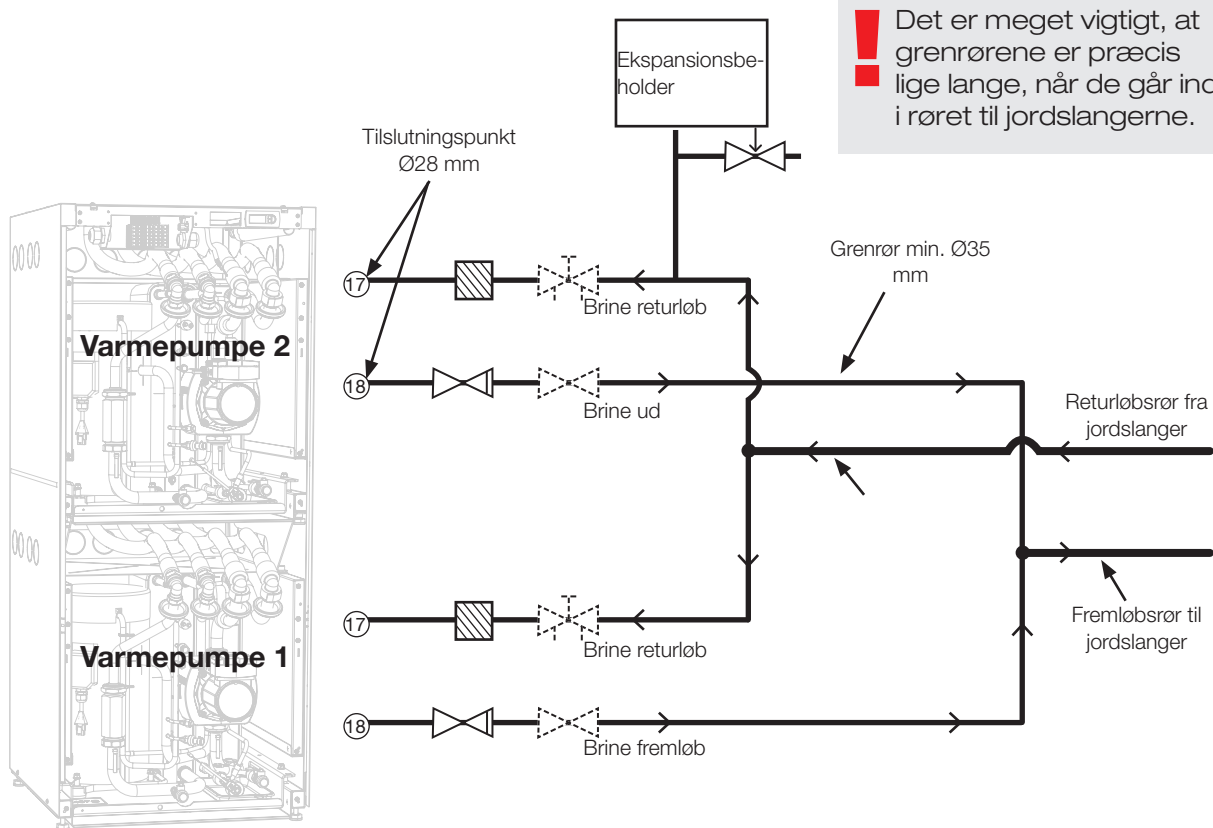 Det er meget vigtigt, at
grenrørene er præcis
lige lange, når de går ind
i røret til jordslangerne.
Ekspansionsbe-
holder
Tilslutningspunkt
Ø28 mm
Grenrør min. Ø35
mm
17
Brine returløb
Varmepumpe 2
18
Brine ud
Returløbsrør fra
jordslanger
17
Brine returløb
Fremløbsrør til
jordslanger
Varmepumpe 1
18
Brine fremløb